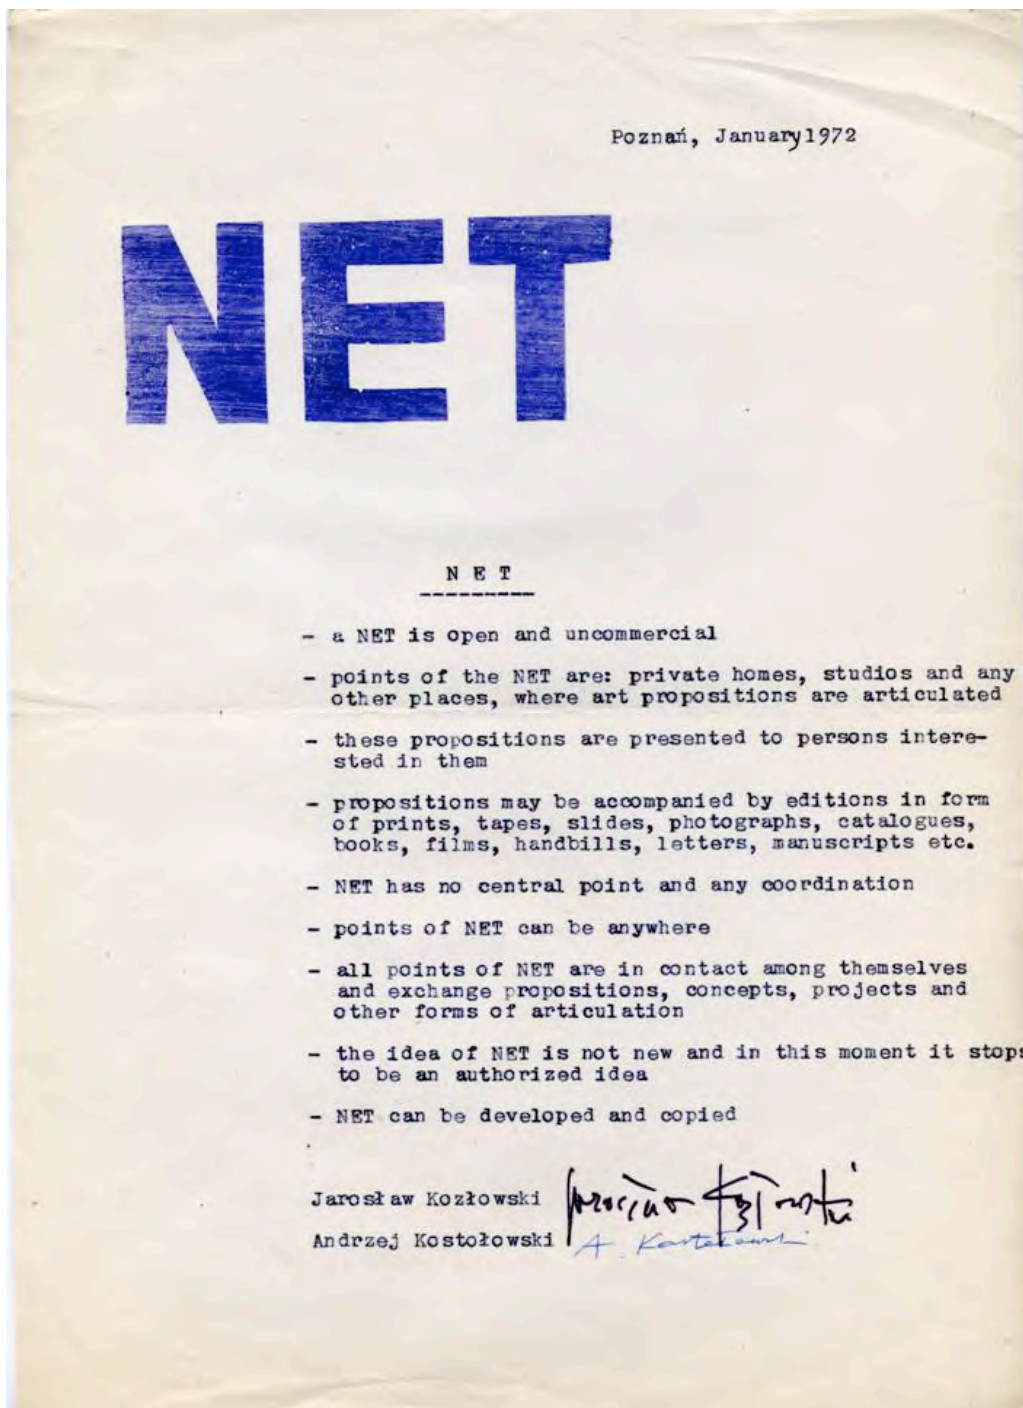 Poznań, January 1972
NET
N E T
- a NET is open and uncommercial
- points of the NET are: private homes, studios and any
other places, where art propositions are articulated
- these propositions are presented to persons intere-
sted in them
- propositions may be accompanied by editions in form
of prints, tapes, slides, photographs, catalogues,
books, films, handbills, letters, manuscripts etc.
- NET has no central point and any coordination
- points of NET can be anywhere
- all points of NET are in contact among themselves
and exchange propositions, concepts, projects and
other forms of articulation
- the idea of NET is not new and in this moment it stops
to be an authorized idea
- NET can be developed and copied
Jarosław Kozłowski Jarosław Kozłowski
Andrzej Kostołowski A Kostołowski